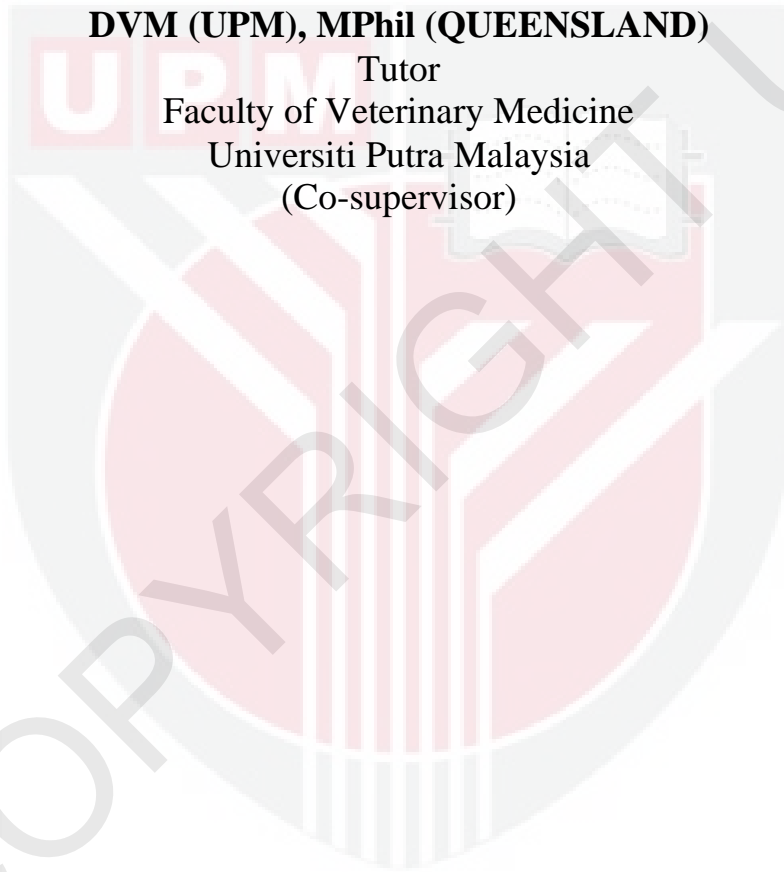 DVM (UPM), MPhil (QUEENSLAND)
Tutor
Faculty of Veterinary Medicine
Universiti Putra Malaysia
(Co-supervisor)
UPM
COPYRIGHT U